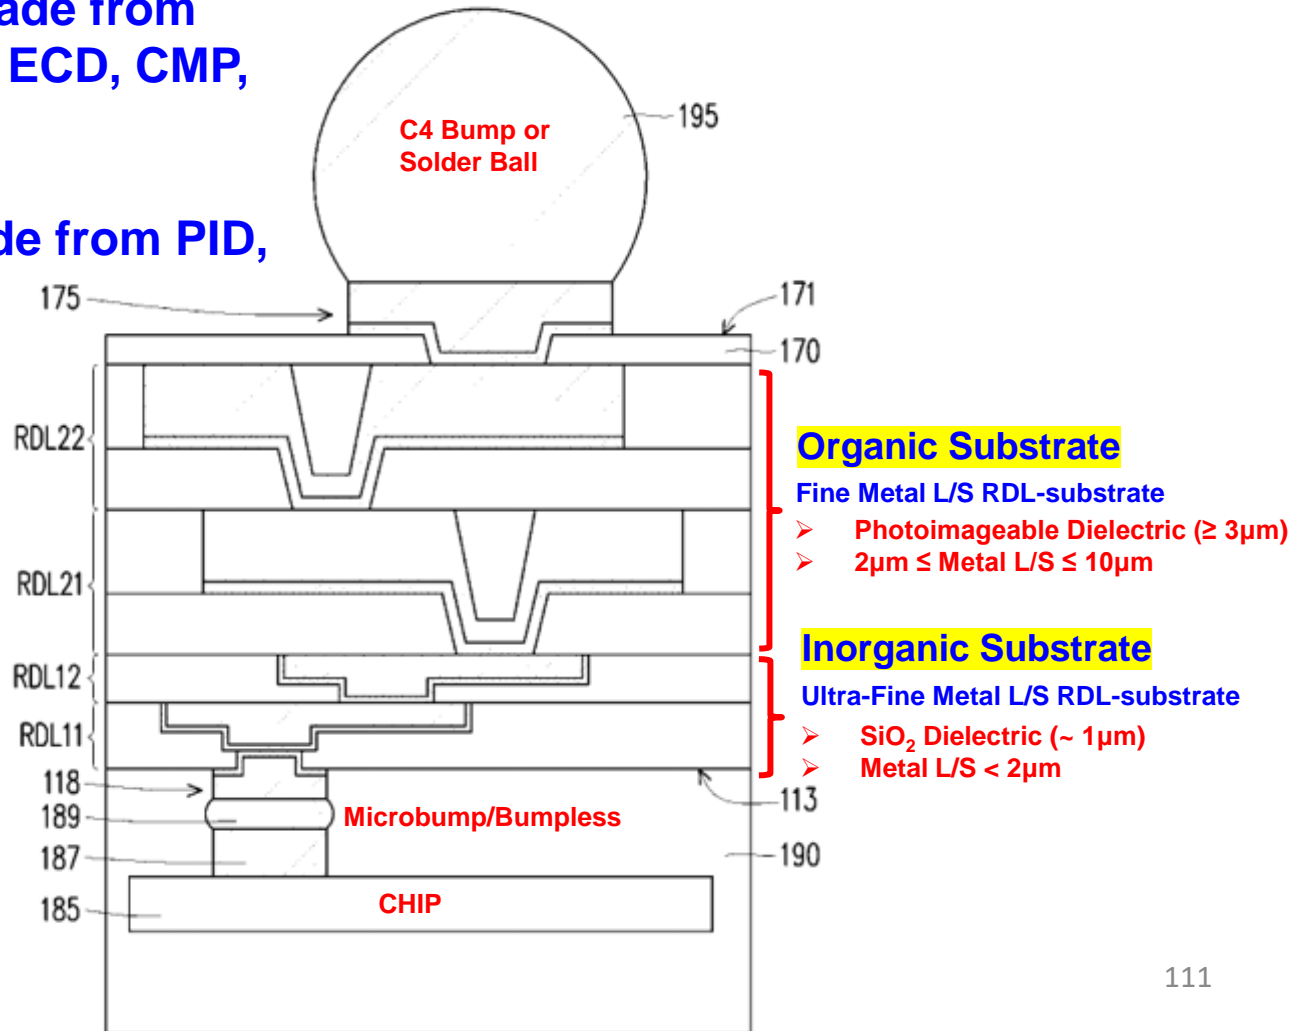 ade from
ECD, CMP,
de from PID,
C4 Bump or
Solder Ball
195
175
171
170
RDL22
RDL21
RDL12
RDL11
118
189
187
185
113
190
Microbump/Bumpless
CHIP
Organic Substrate
Fine Metal L/S RDL-substrate
➢ Photoimageable Dielectric (≥ 3µm)
➢ 2µm ≤ Metal L/S ≤ 10µm
Inorganic Substrate
Ultra-Fine Metal L/S RDL-substrate
➢ SiO₂ Dielectric (~ 1µm)
➢ Metal L/S < 2µm
111